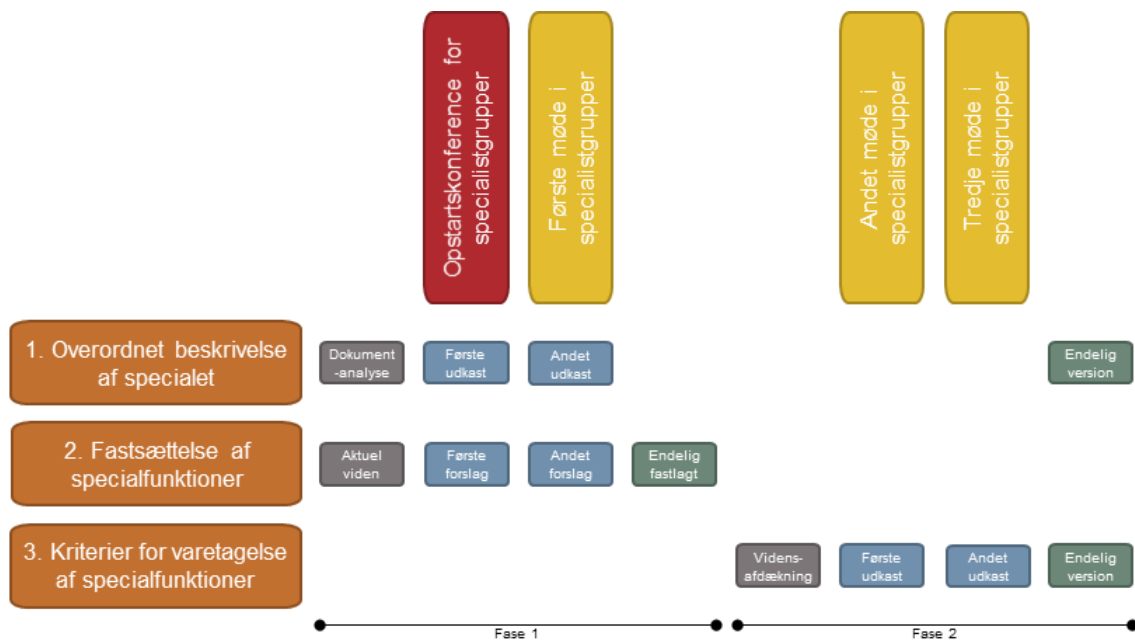 Opstartskonference for
specialistgrupper
Første møde i
specialistgrupper
Andet møde i
specialistgrupper
Tredje møde i
specialistgrupper
1. Overordnet beskrivelse
af specialet
Dokument
-analyse
Første
udkast
Andet
udkast
Endelig
version
2. Fastsættelse af
specialfunktioner
Aktuel
viden
Første
forslag
Andet
forslag
Endelig
fastlagt
3. Kriterier for varetagelse
af specialfunktioner
Videns-
afdækning
Første
udkast
Andet
udkast
Endelig
version
Fase 1
Fase 2